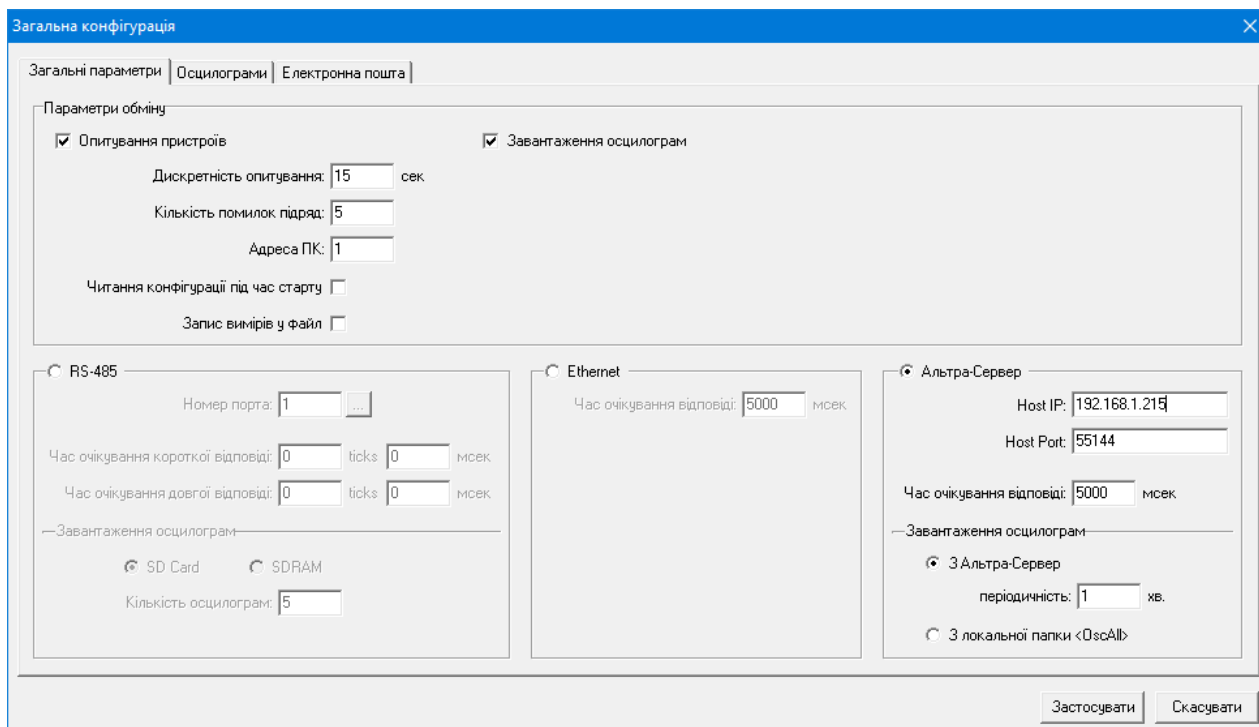 Загальна конфігурація
Загальні параметри Осцилограми Електронна пошта
Параметри обміну
Опитування пристроїв Завантаження осцилограм
Дискретність опитування: 15 сек
Кількість помилок підряд: 5
Адреса ПК: 1
Читання конфігурації під час старту
Запис вимірів у файл
RS-485
Номер порта: 1 ...
Час очікування короткої відповіді: 0 ticks 0 мсек
Час очікування довгої відповіді: 0 ticks 0 мсек
Завантаження осцилограм
SD Card SDRAM
Кількість осцилограм: 5
Ethernet
Час очікування відповіді: 5000 мсек
Альтра-Сервер
Host IP: 192.168.1.215
Host Port: 55144
Час очікування відповіді: 5000 мсек
Завантаження осцилограм
З Альтра-Сервер
періодичність: 1 хв.
З локальної папки <OscAll>
Застосувати Скасувати